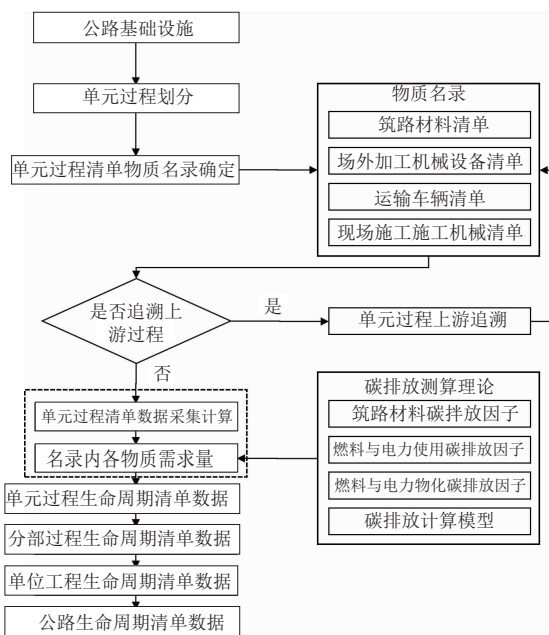 公路基础设施
单元过程划分
单元过程清单物质名录确定
物质名录
筑路材料清单
场外加工机械设备清单
运输车辆清单
现场施工施工机械清单
是否追溯上
游过程
是
单元过程上游追溯
否
单元过程清单数据采集计算
名录内各物质需求量
碳排放测算理论
筑路材料碳拌放因子
燃料与电力使用碳排放因子
燃料与电力物化碳排放因子
碳排放计算模型
单元过程生命周期清单数据
分部过程生命周期清单数据
单位工程生命周期清单数据
公路生命周期清单数据